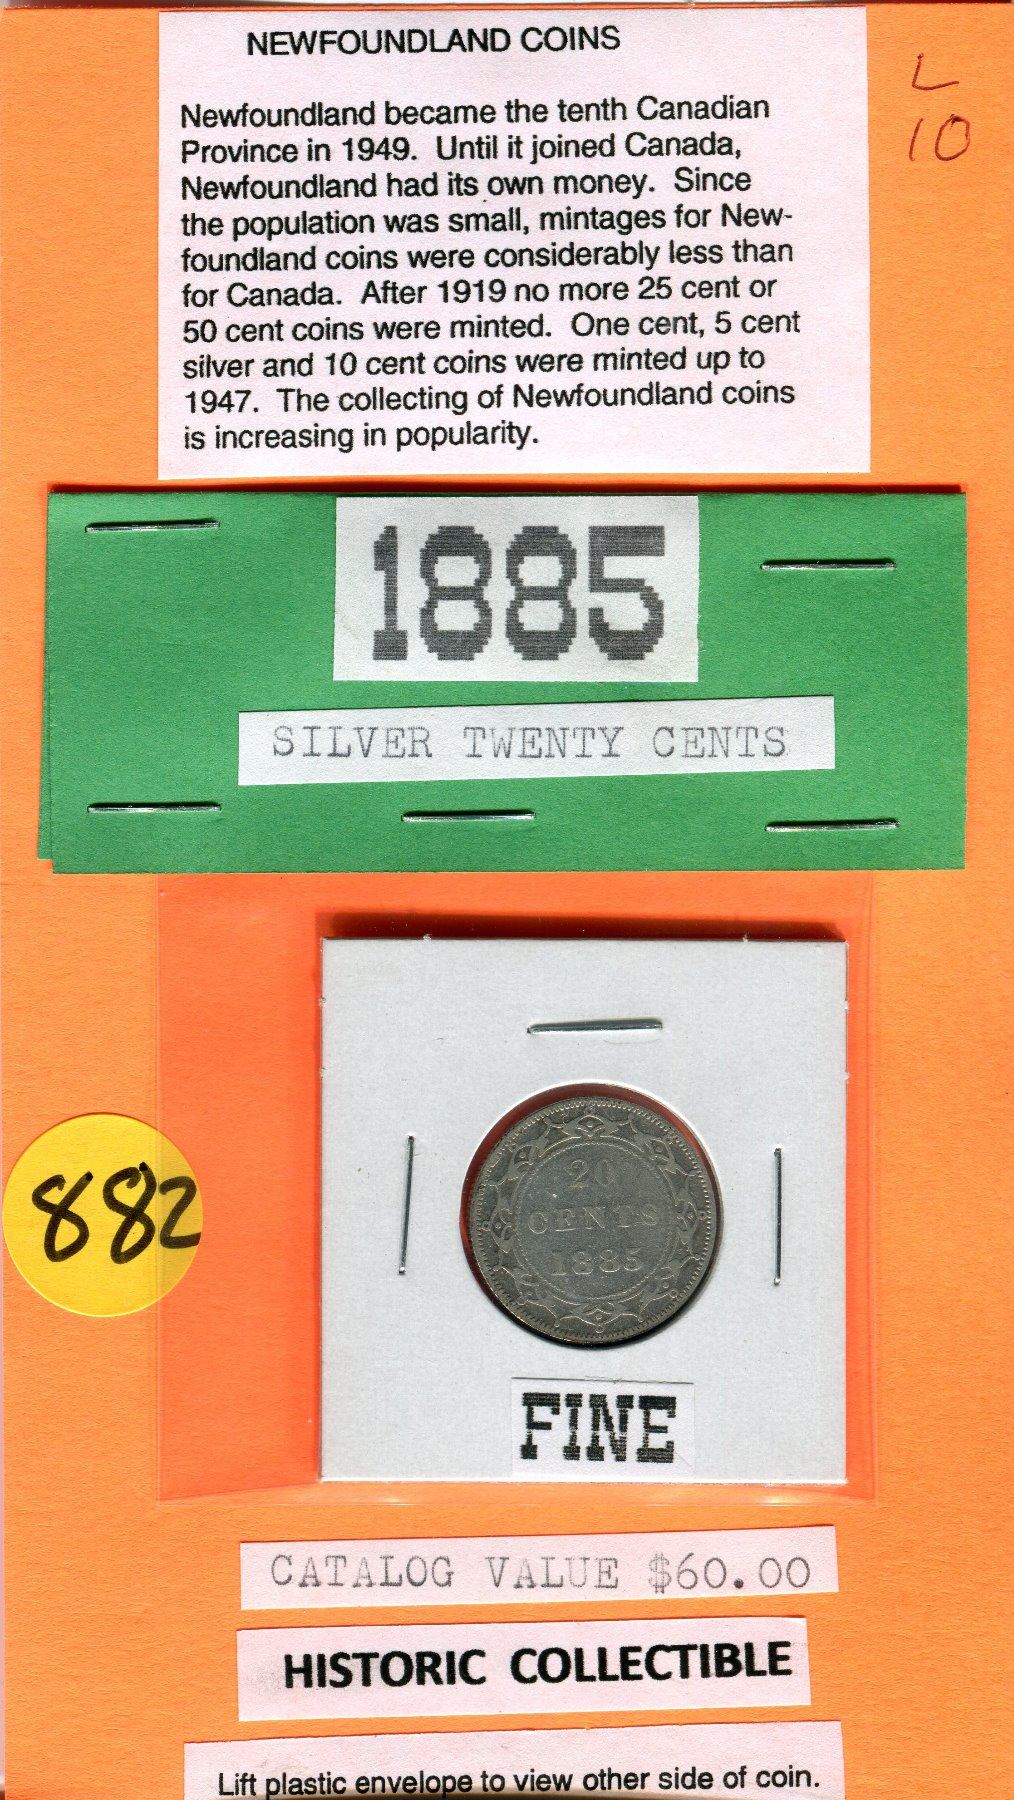 NEWFOUNDLAND COINS
L
10
Newfoundland became the tenth Canadian
Province in 1949. Until it joined Canada,
Newfoundland had its own money. Since
the population was small, mintages for New-
foundland coins were considerably less than
for Canada. After 1919 no more 25 cent or
50 cent coins were minted. One cent, 5 cent
silver and 10 cent coins were minted up to
1947. The collecting of Newfoundland coins
is increasing in popularity.
1885
SILVER TWENTY CENTS
882
20
CENTS
1885
FINE
CATALOG VALUE $60.00
HISTORIC COLLECTIBLE
Lift plastic envelope to view other side of coin.